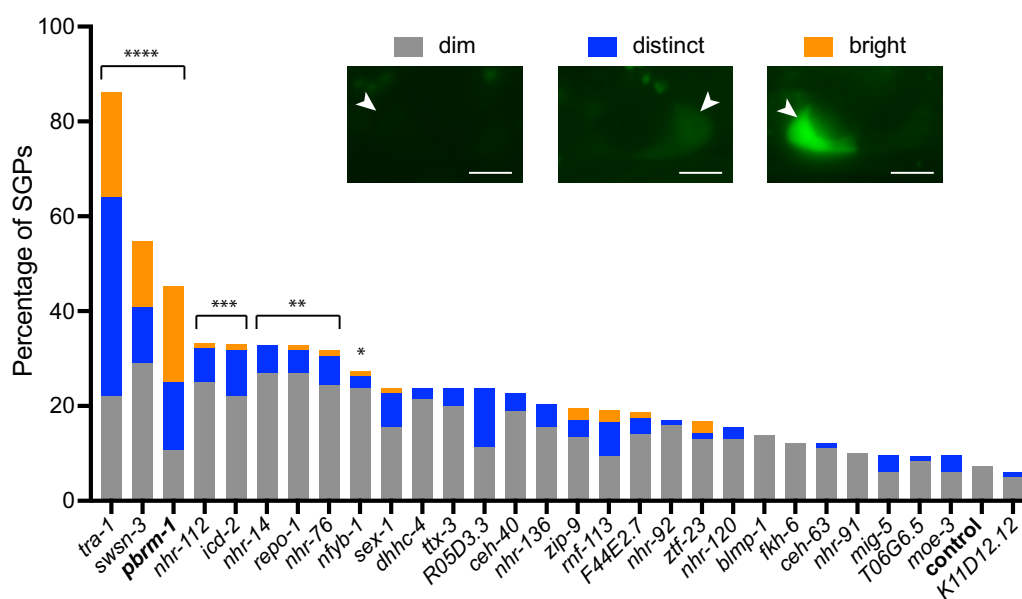 100
80
60
40
20
0
Percentage of SGPs
dim
distinct
bright
****
***
**
*
tra-1
swsn-3
pbrm-1
nhr-112
icd-2
nhr-14
repo-1
nhr-76
nfyb-1
sex-1
dhhc-4
ttx-3
R05D3.3
ceh-40
nhr-136
zip-9
rnf-113
F44E2.7
nhr-92
ztf-23
nhr-120
blmp-1
fkh-6
ceh-63
nhr-91
mig-5
T06G6.5
moe-3
control
K11D12.12